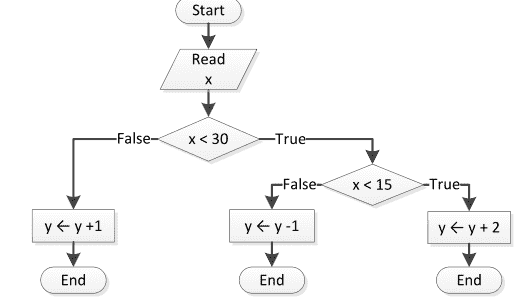 Start
Read
x
x < 30
False
True
x < 15
False
True
y ← y +1
y ← y -1
y ← y + 2
End
End
End